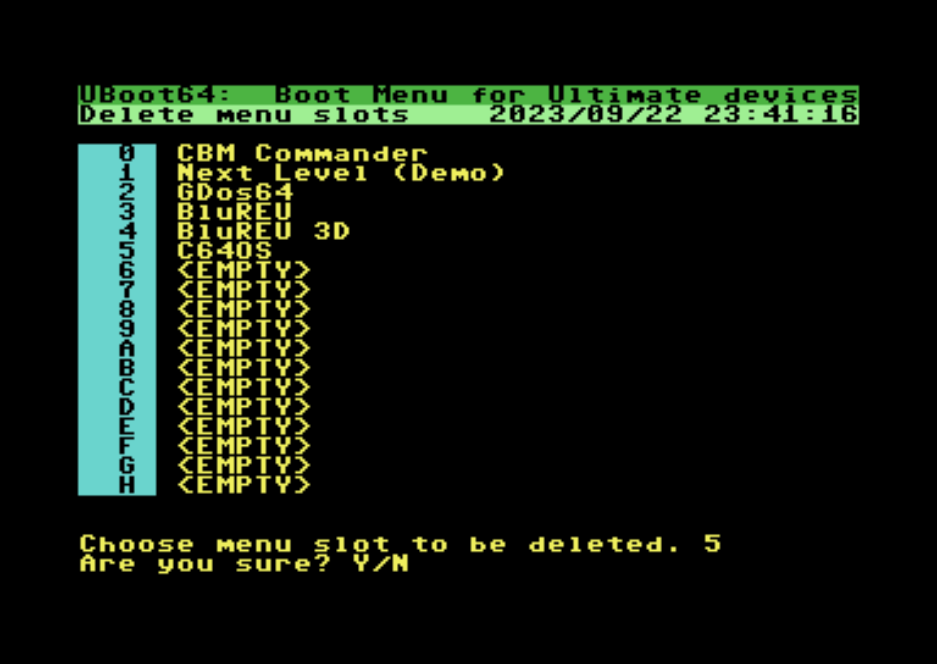 UBoot64:  Boot Menu for Ultimate devices
Delete menu slots    2023/09/22 23:41:16
0 CBM Commander
1 Next Level (Demo)
2 GDos64
3 BluREU
4 BluREU 3D
5 C64OS
6 <EMPTY>
7 <EMPTY>
8 <EMPTY>
9 <EMPTY>
A <EMPTY>
B <EMPTY>
C <EMPTY>
D <EMPTY>
E <EMPTY>
F <EMPTY>
G <EMPTY>
H <EMPTY>
Choose menu slot to be deleted. 5
Are you sure? Y/N